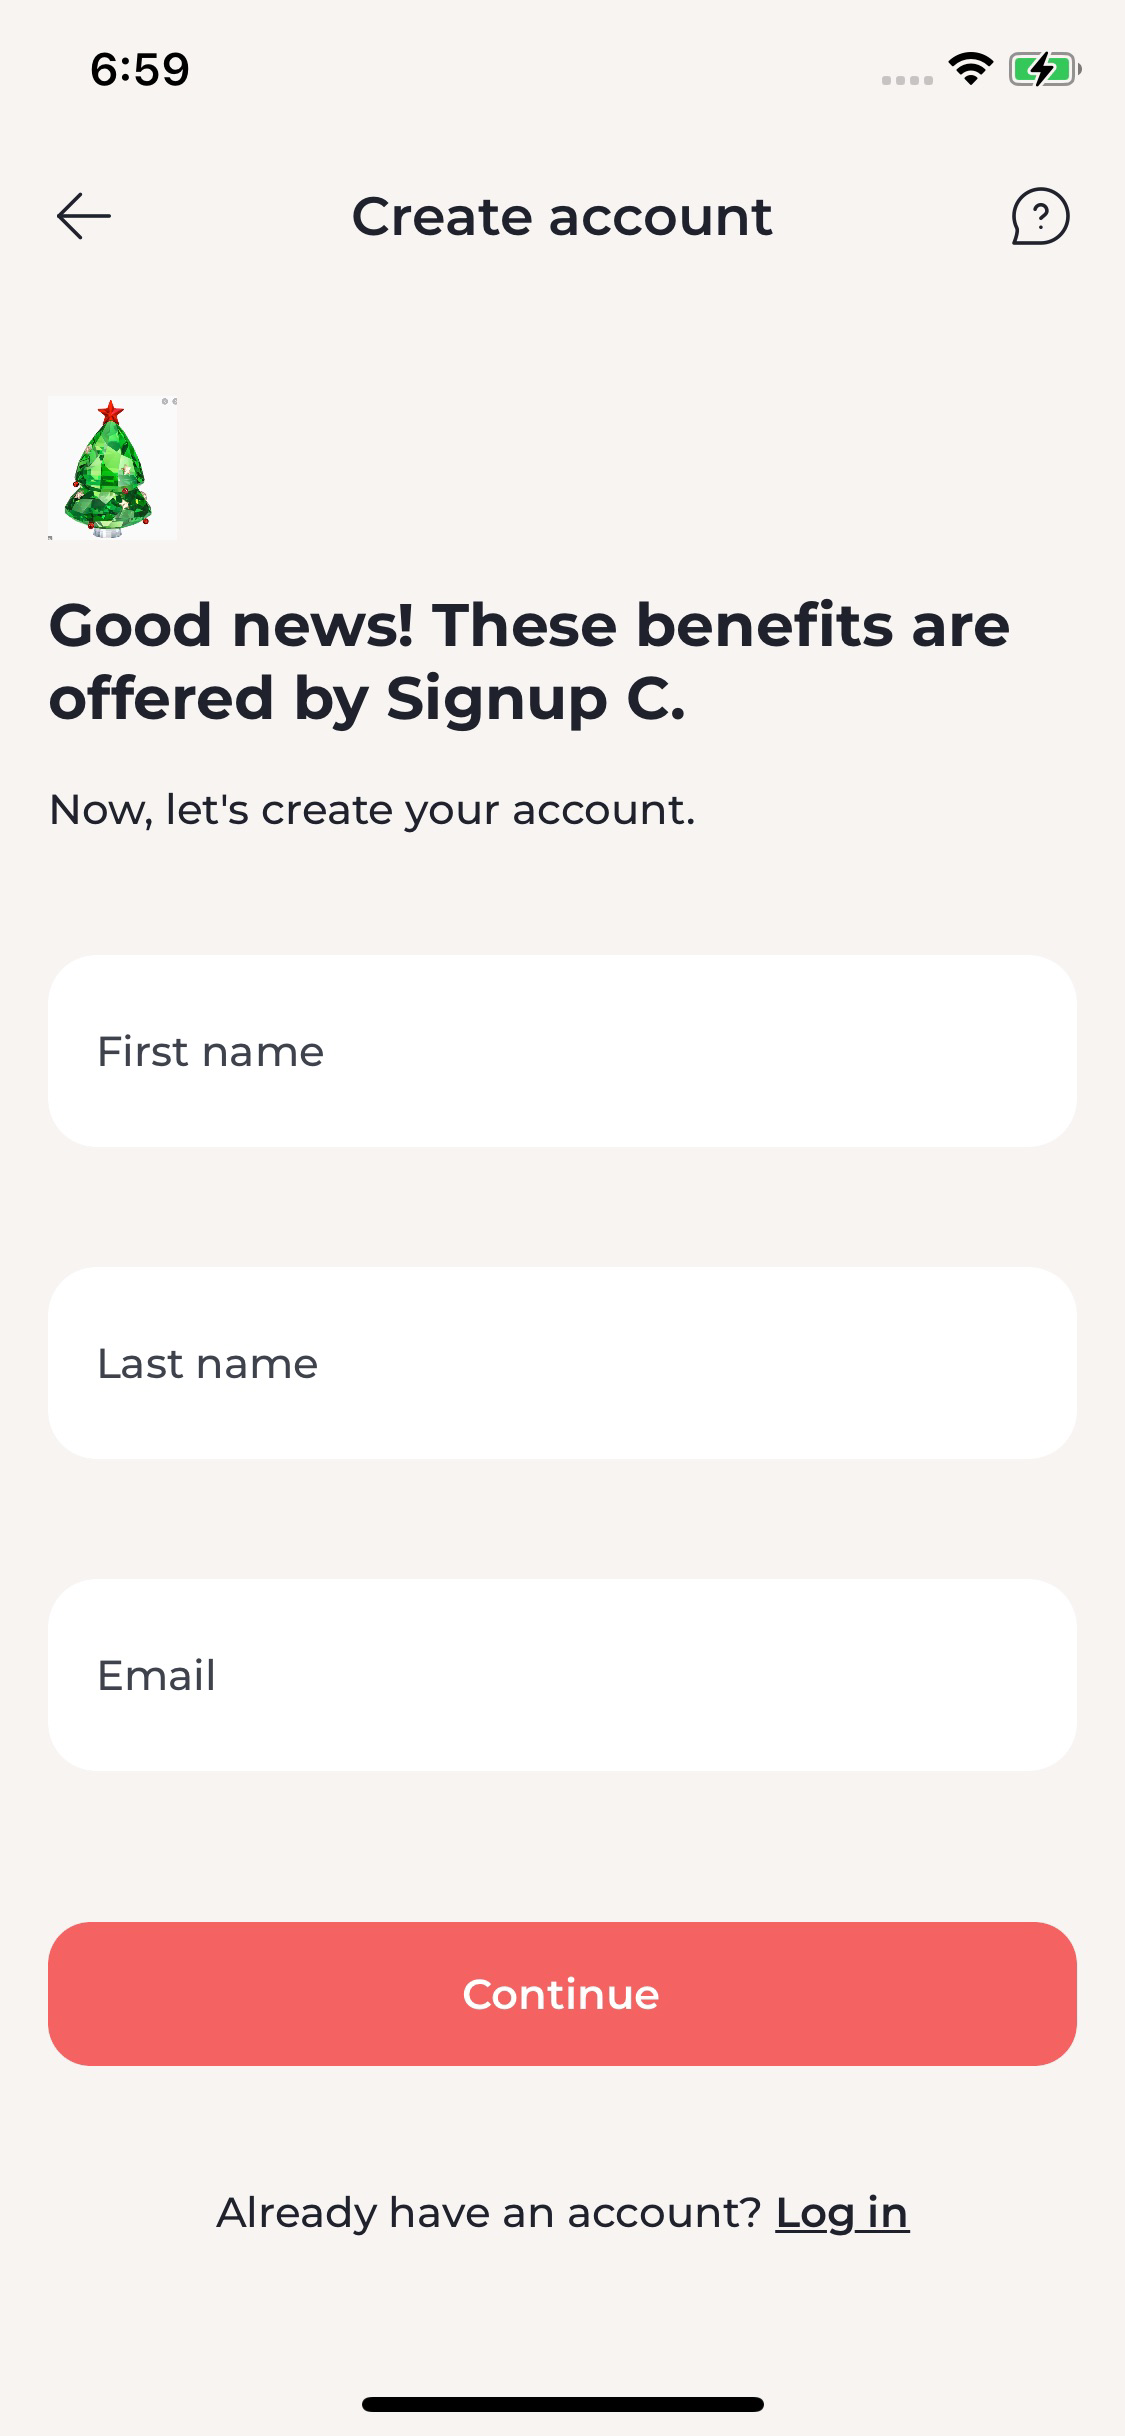 6:59
Create account
Good news! These benefits are
offered by Signup C.
Now, let's create your account.
First name
Last name
Email
Continue
Already have an account? Log in